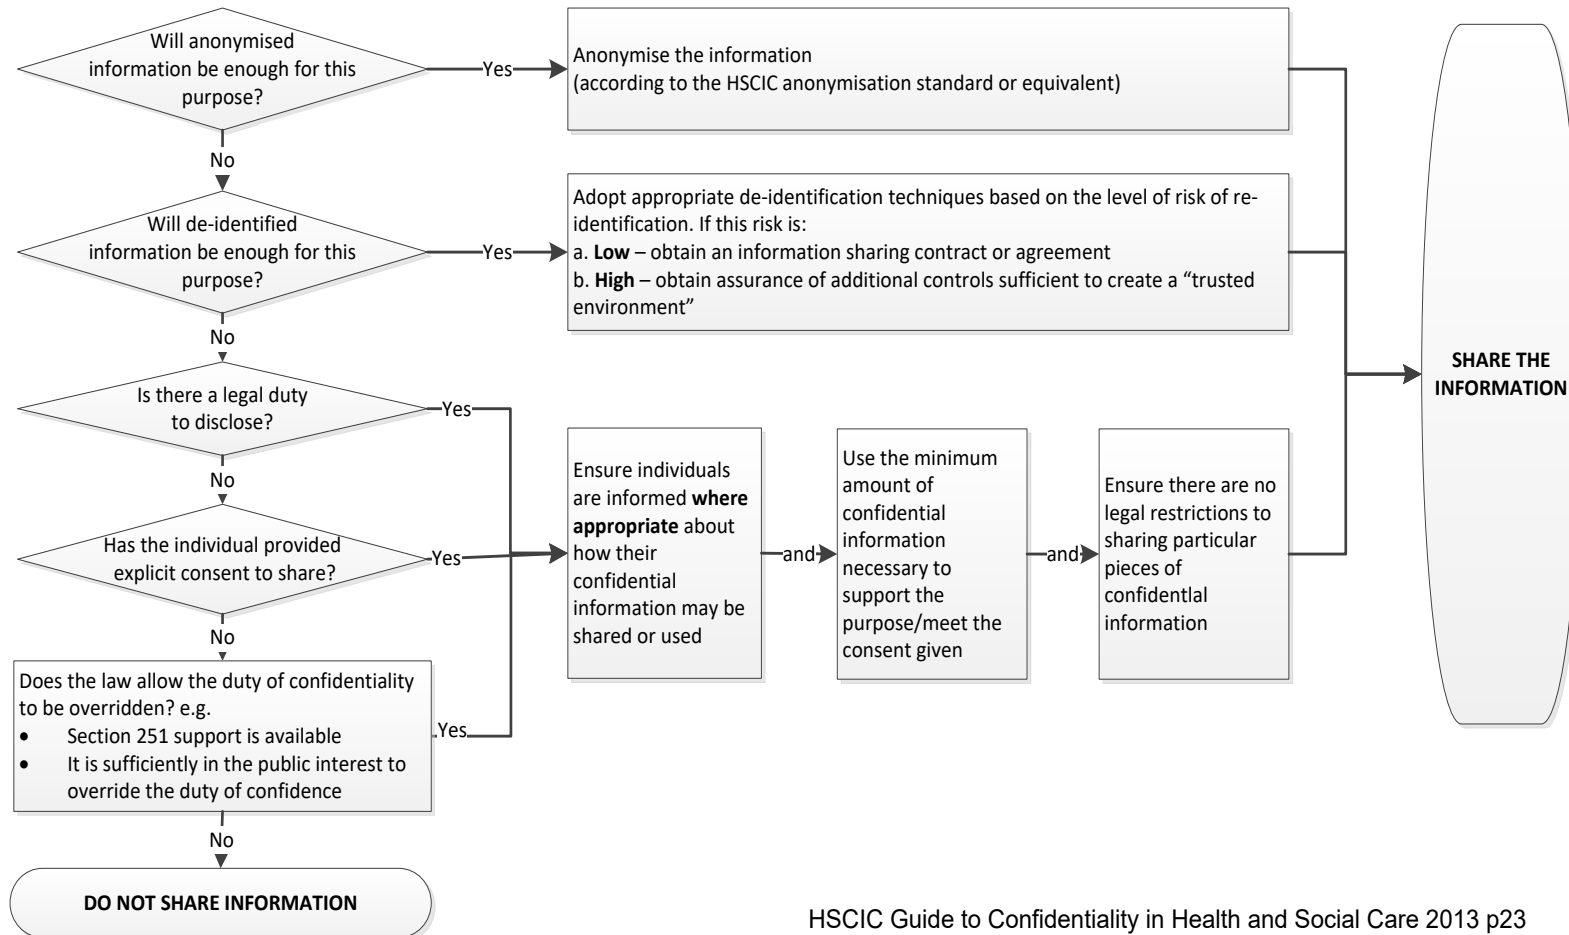 Will anonymised
information be enough for this
purpose?
Yes
Anonymise the information
(according to the HSCIC anonymisation standard or equivalent)
No
Will de-identified
information be enough for this
purpose?
Yes
Adopt appropriate de-identification techniques based on the level of risk of re-
identification. If this risk is:
a. Low – obtain an information sharing contract or agreement
b. High – obtain assurance of additional controls sufficient to create a “trusted
environment”
No
Is there a legal duty
to disclose?
Yes
No
Has the individual provided
explicit consent to share?
Yes
No
Does the law allow the duty of confidentiality
to be overridden? e.g.
• Section 251 support is available
• It is sufficiently in the public interest to
override the duty of confidence
Yes
No
DO NOT SHARE INFORMATION
Ensure individuals
are informed where
appropriate about
how their
confidential
information may be
shared or used
and
Use the minimum
amount of
confidential
information
necessary to
support the
purpose/meet the
consent given
and
Ensure there are no
legal restrictions to
sharing particular
pieces of
confidential
information
SHARE THE
INFORMATION
HSCIC Guide to Confidentiality in Health and Social Care 2013 p23